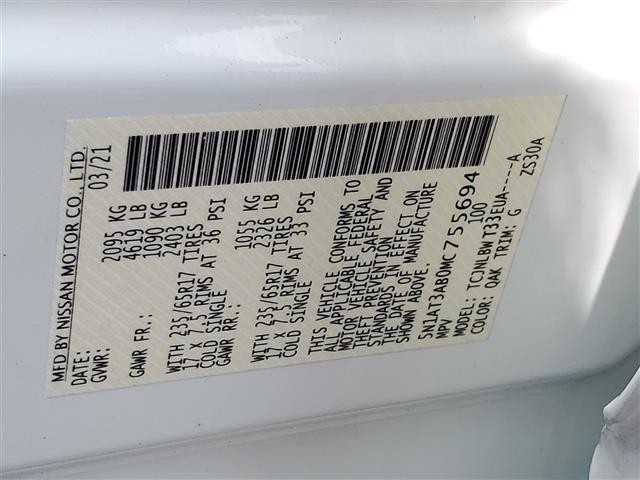 MFD BY NISSAN MOTOR CO., LTD.
DATE: 03/21
GVWR: 2095 KG
4619 LB
GAWR FR.: 1090 KG
2403 LB
WITH 235/65R17 TIRES
17 X 7.5 RIMS AT 36 PSI
COLD SINGLE
GAWR RR.: 1055 KG
2326 LB
WITH 235/65R17 TIRES
17 X 7.5 RIMS AT 33 PSI
COLD SINGLE
THIS VEHICLE CONFORMS TO
ALL APPLICABLE FEDERAL
MOTOR VEHICLE SAFETY AND
THEFT PREVENTION
STANDARDS IN EFFECT ON
THE DATE OF MANUFACTURE
SHOWN ABOVE.
5N1AT3AB0MC755694
MPV 100
MODEL: TCJNLBWT33EUA----A
COLOR: QAK TRIM: G ZS30A